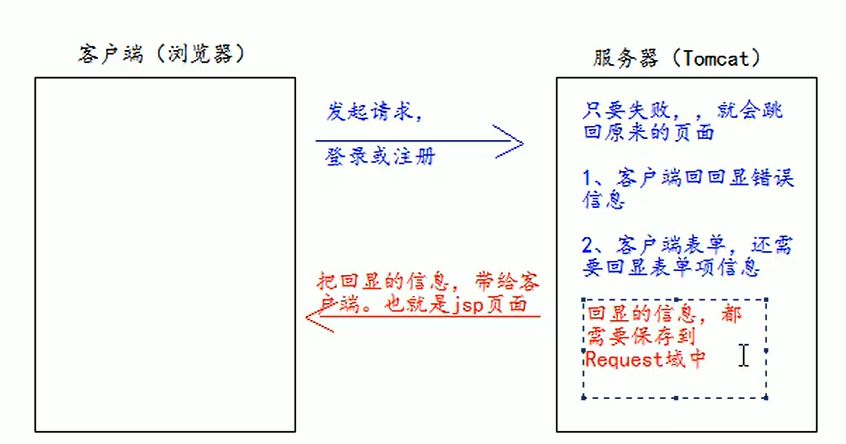 客户端（浏览器）
服务器（Tomcat）
发起请求，
登录或注册
只要失败，，就会跳
回原来的页面
1、客户端回回显错误
信息
2、客户端表单，还需
要回显表单项信息
把回显的信息，带给客
户端。也就是jsp页面
回显的信息，都
需要保存到
Request域中